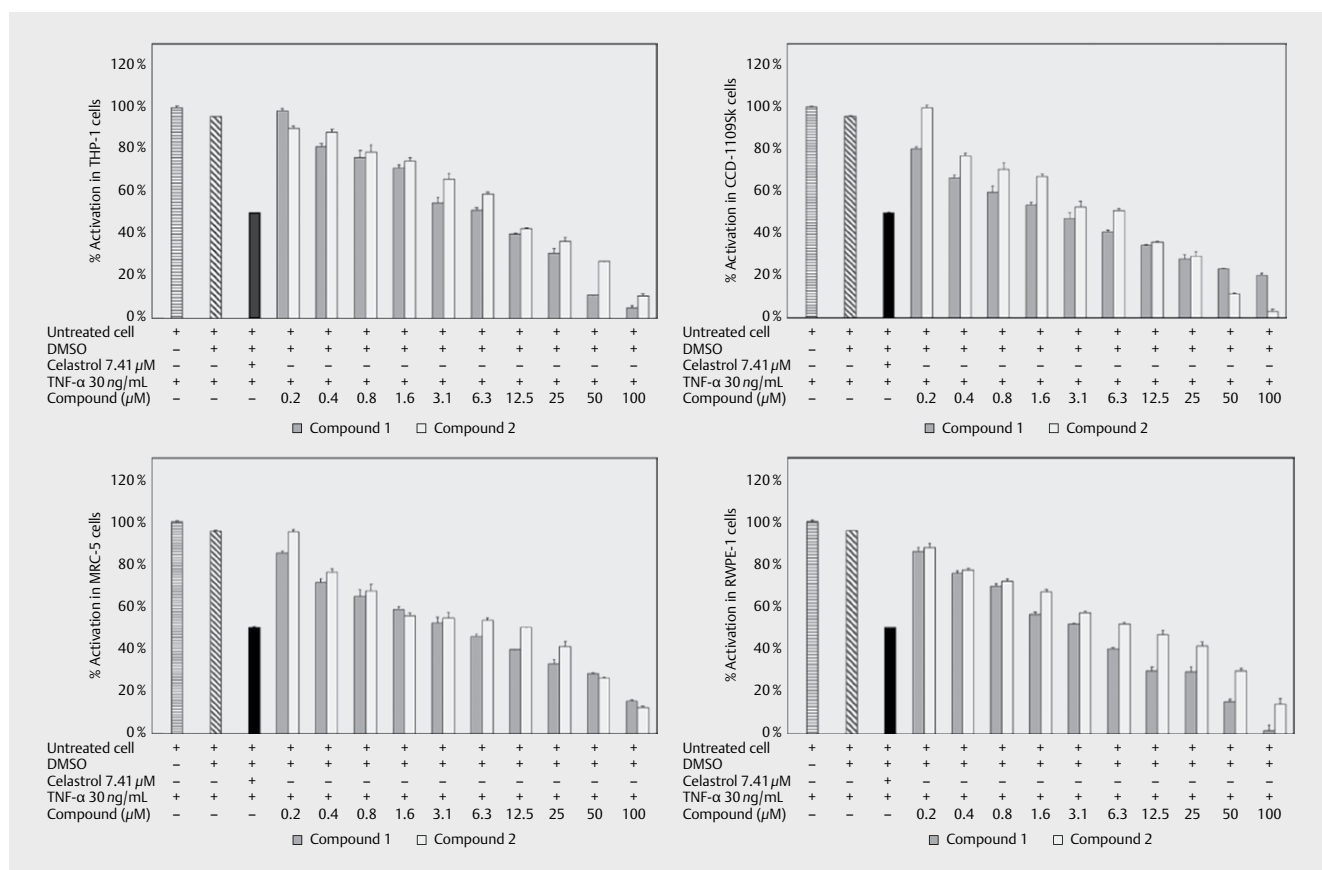 % Activation in THP-1 cells
120 %
100 %
80 %
60 %
40 %
20 %
0 %
Untreated cell + + + + + + + + + + + + +
DMSO – + + + + + + + + + + + +
Celastrol 7.41 µM – – + – – – – – – – – – –
TNF-α 30 ng/mL + + + + + + + + + + + + +
Compound (µM) – – – 0.2 0.4 0.8 1.6 3.1 6.3 12.5 25 50 100
Compound 1 Compound 2
% Activation in CCD-1109Sk cells
120 %
100 %
80 %
60 %
40 %
20 %
0 %
Untreated cell + + + + + + + + + + + + +
DMSO – + + + + + + + + + + + +
Celastrol 7.41 µM – – + – – – – – – – – – –
TNF-α 30 ng/mL + + + + + + + + + + + + +
Compound (µM) – – – 0.2 0.4 0.8 1.6 3.1 6.3 12.5 25 50 100
Compound 1 Compound 2
% Activation in MRC-5 cells
120 %
100 %
80 %
60 %
40 %
20 %
0 %
Untreated cell + + + + + + + + + + + + +
DMSO – + + + + + + + + + + + +
Celastrol 7.41 µM – – + – – – – – – – – – –
TNF-α 30 ng/mL + + + + + + + + + + + + +
Compound (µM) – – – 0.2 0.4 0.8 1.6 3.1 6.3 12.5 25 50 100
Compound 1 Compound 2
% Activation in RWPE-1 cells
120 %
100 %
80 %
60 %
40 %
20 %
0 %
Untreated cell + + + + + + + + + + + + +
DMSO – + + + + + + + + + + + +
Celastrol 7.41 µM – – + – – – – – – – – – –
TNF-α 30 ng/mL + + + + + + + + + + + + +
Compound (µM) – – – 0.2 0.4 0.8 1.6 3.1 6.3 12.5 25 50 100
Compound 1 Compound 2